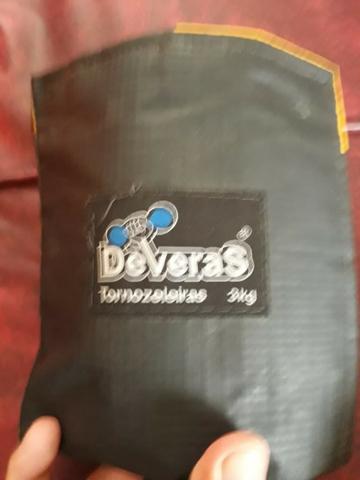 DeveraS ®
Tornozeleiras 3kg